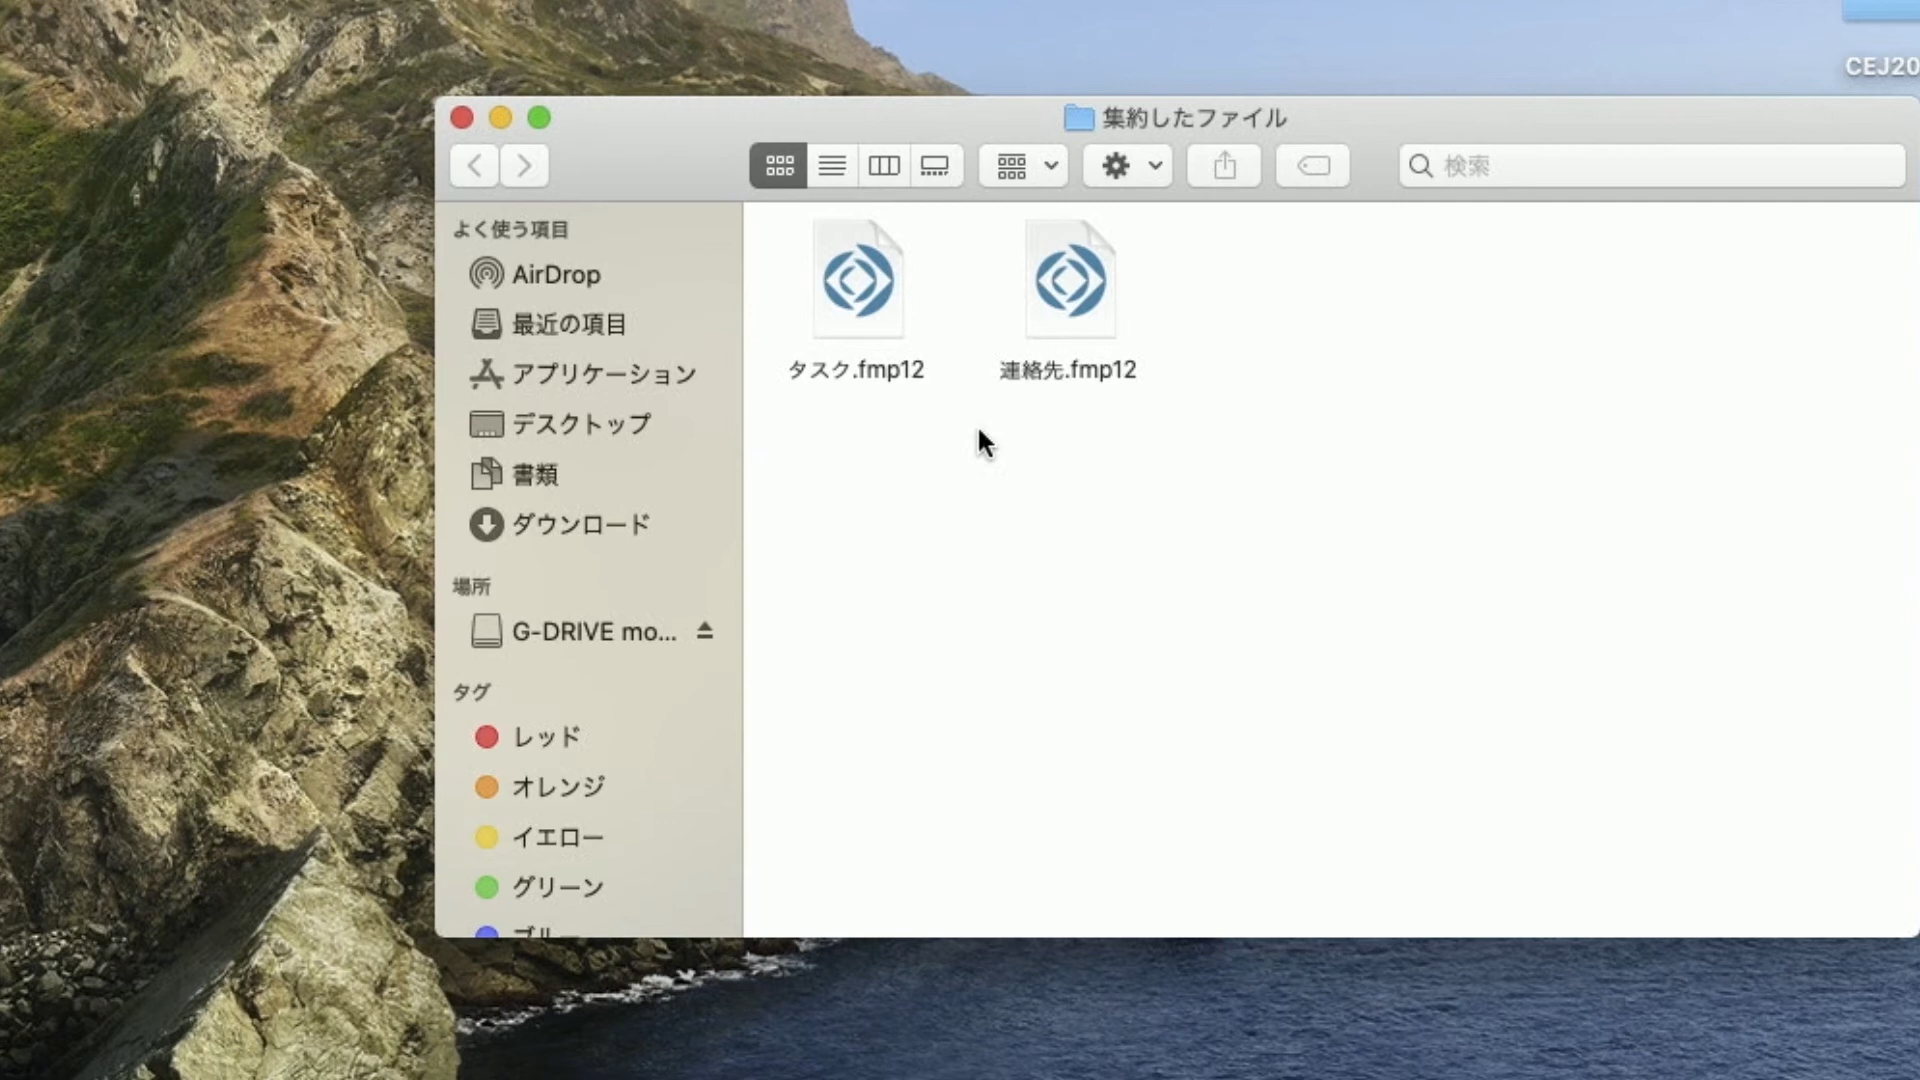 CEJ20
集約したファイル
検索
よく使う項目
AirDrop
最近の項目
アプリケーション
デスクトップ
書類
ダウンロード
場所
G-DRIVE mo...
タグ
レッド
オレンジ
イエロー
グリーン
ブルー
タスク.fmp12
連絡先.fmp12